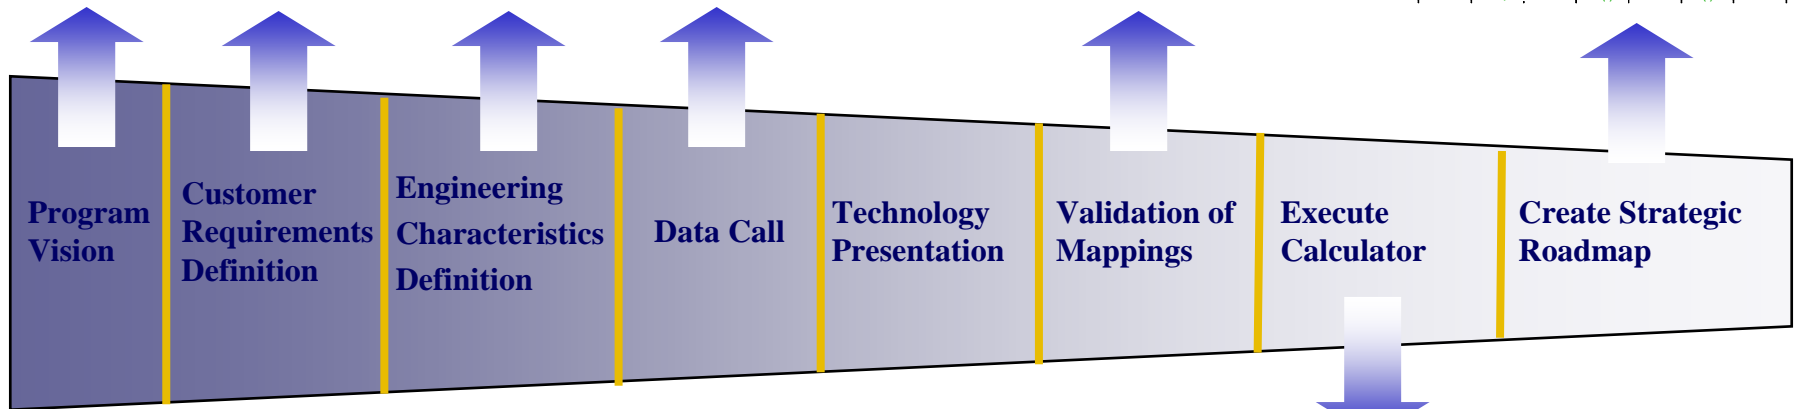 Program
Vision
Customer
Requirements
Definition
Engineering
Characteristics
Definition
Data Call
Technology
Presentation
Validation of
Mappings
Execute
Calculator
Create Strategic
Roadmap